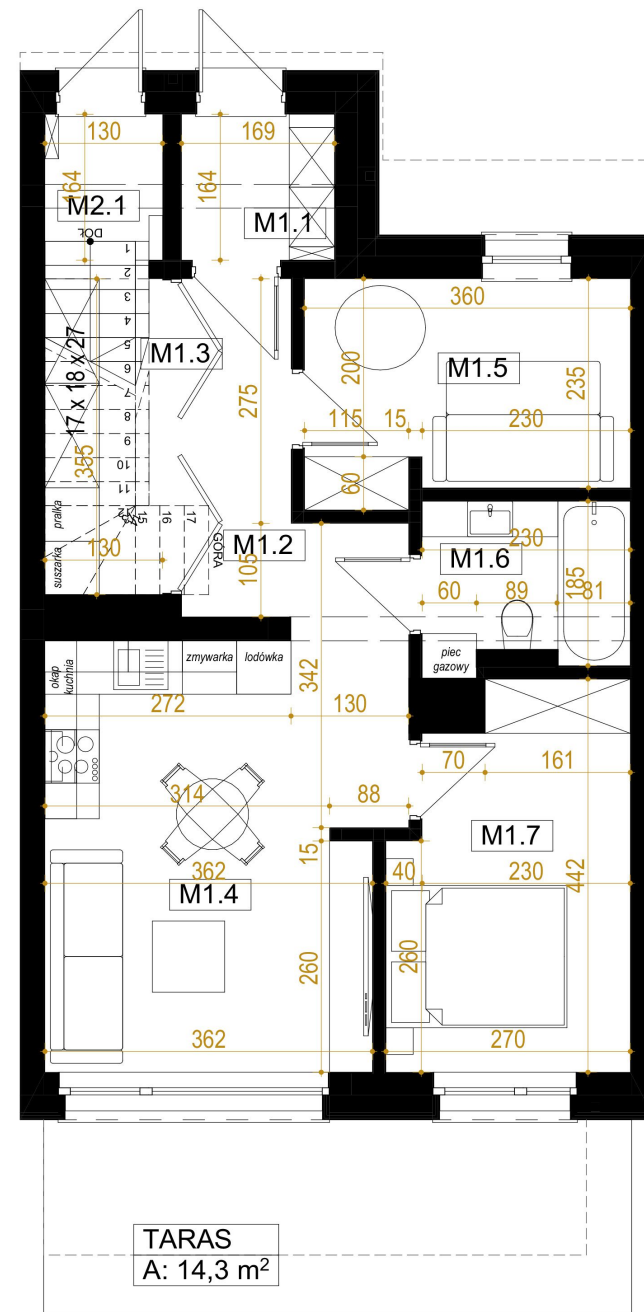 130
169
164
164
M2.1
M1.1
DÓŁ
1
2
3
4
5
6
7
8
9
10
11
12
13
14
15
16
17
17 x 18 x 27
355
M1.3
275
360
200
M1.5
235
115
15
230
60
GÓRA
M1.2
105
pralka
suszarka
130
M1.6
230
185
60
89
81
piec
gazowy
okap
kuchnia
zmywarka
lodówka
342
272
130
70
161
314
88
15
M1.7
442
362
40
230
M1.4
260
260
362
270
TARAS
A: 14,3 m²